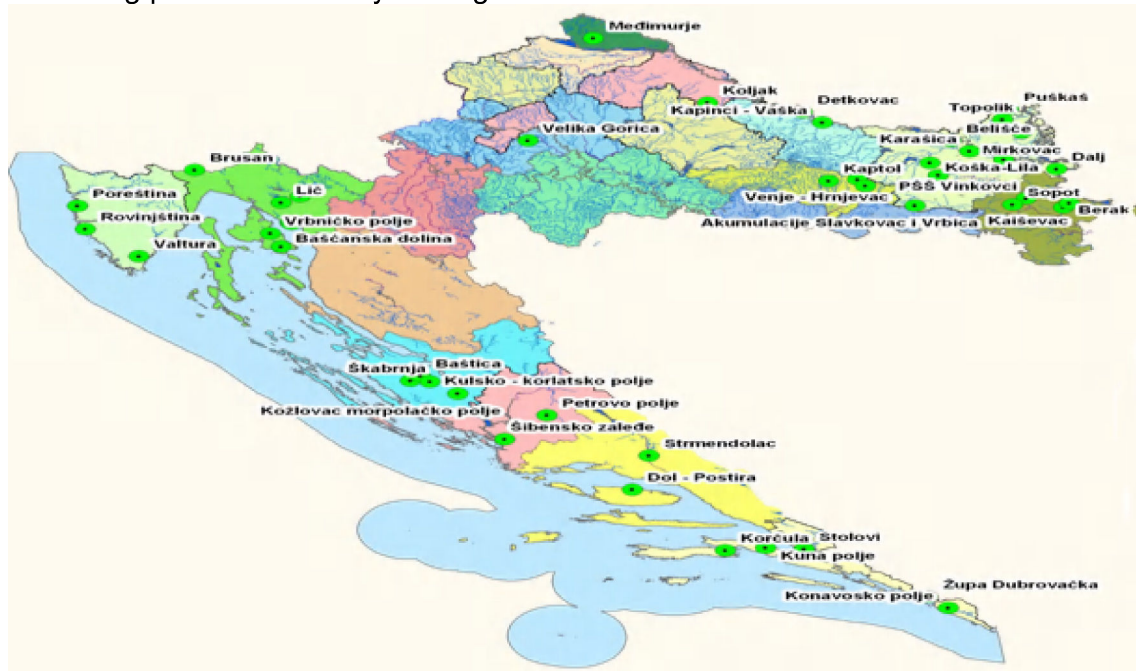 Međimurje
Koljak
Kapinci - Vaška
Detkovac
Puškaš
Topolik
Belišće
Karašica
Velika Gorica
Mirkovac
Dalj
Brusan
Kaptol
Koška-Lila
Lič
PŠŠ Vinkovci
Sopot
Poreština
Venje - Hrnjevac
Berak
Rovinjština
Vrbničko polje
Akumulacije Slavkovac i Vrbica
Kaiševac
Valtura
Bašćanska dolina
Baštica
Škabrnja
Kulsko - korlatsko polje
Kožlovac morpolačko polje
Petrovo polje
Šibensko zaleđe
Strmendolac
Dol - Postira
Korčula
Stolovi
Kuna polje
Župa Dubrovačka
Konavosko polje